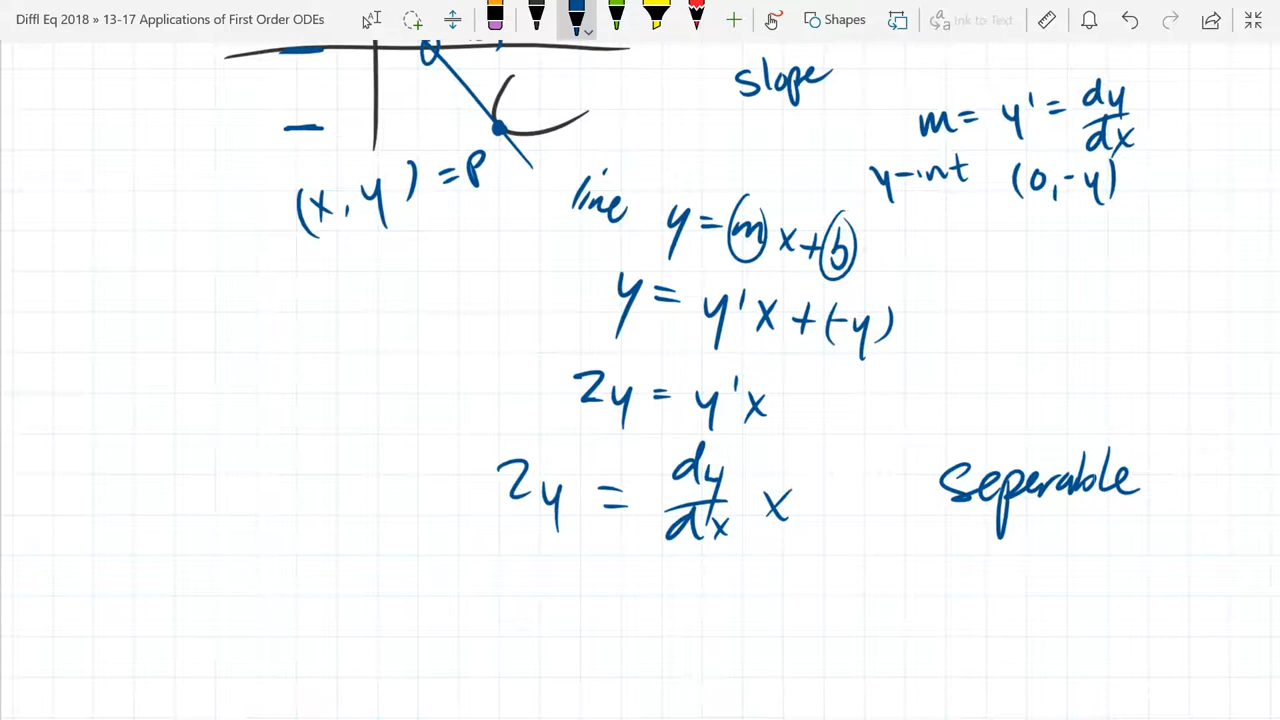 Diffl Eq 2018 » 13-17 Applications of First Order ODEs
Shapes
Ink to Text
slope
m = y' = dy/dx
y-int (0, -y)
(x, y) = P
line y = mx + b
y = y'x + (-y)
2y = y'x
2y = dy/dx x
seperable